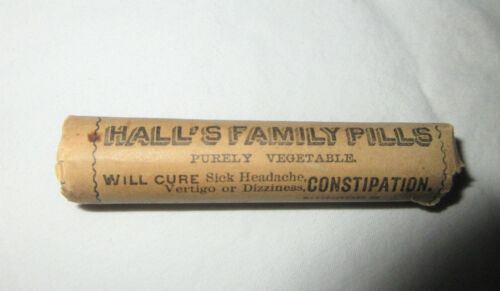 HALL'S FAMILY PILLS
PURELY VEGETABLE.
WILL CURE Sick Headache,
Vertigo or Dizziness, CONSTIPATION.